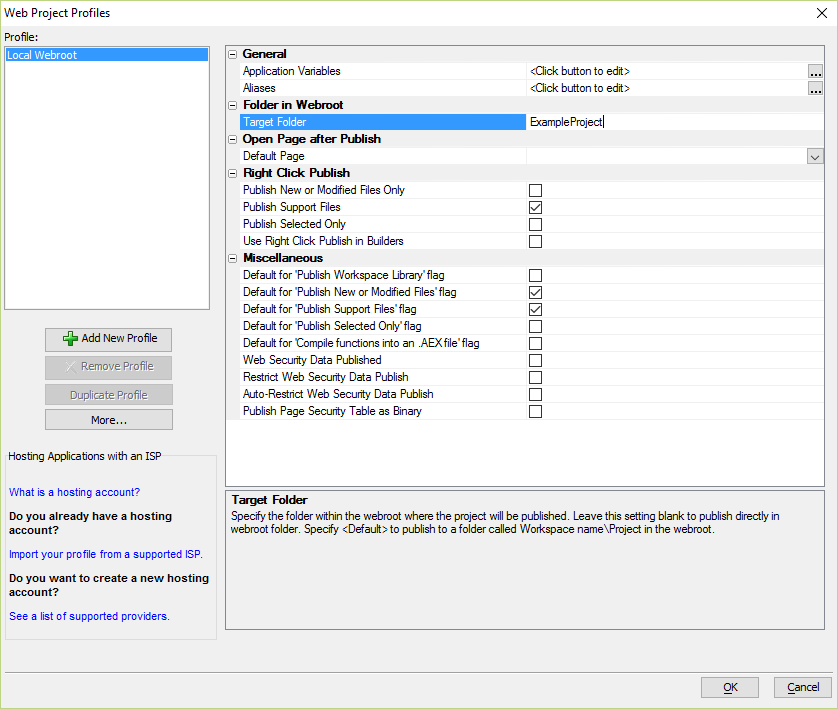 Web Project Profiles
Profile:
Local Webroot
Add New Profile
Remove Profile
Duplicate Profile
More...
Hosting Applications with an ISP
What is a hosting account?
Do you already have a hosting
account?
Import your profile from a supported ISP.
Do you want to create a new hosting
account?
See a list of supported providers.
General
Application Variables <Click button to edit> ...
Aliases <Click button to edit> ...
Folder in Webroot
Target Folder ExampleProject
Open Page after Publish
Default Page
Right Click Publish
Publish New or Modified Files Only
Publish Support Files
Publish Selected Only
Use Right Click Publish in Builders
Miscellaneous
Default for 'Publish Workspace Library' flag
Default for 'Publish New or Modified Files' flag
Default for 'Publish Support Files' flag
Default for 'Publish Selected Only' flag
Default for 'Compile functions into an .AEX file' flag
Web Security Data Published
Restrict Web Security Data Publish
Auto-Restrict Web Security Data Publish
Publish Page Security Table as Binary
Target Folder
Specify the folder within the webroot where the project will be published. Leave this setting blank to publish directly in
webroot folder. Specify <Default> to publish to a folder called Workspace name\Project in the webroot.
OK
Cancel